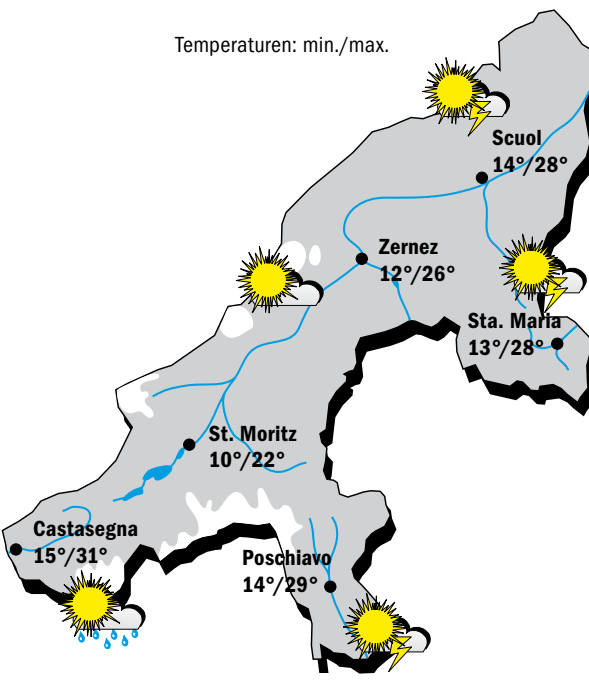 Temperaturen: min./max.
Scuol
14°/28°
Zernez
12°/26°
Sta. Maria
13°/28°
St. Moritz
10°/22°
Castasegna
15°/31°
Poschiavo
14°/29°